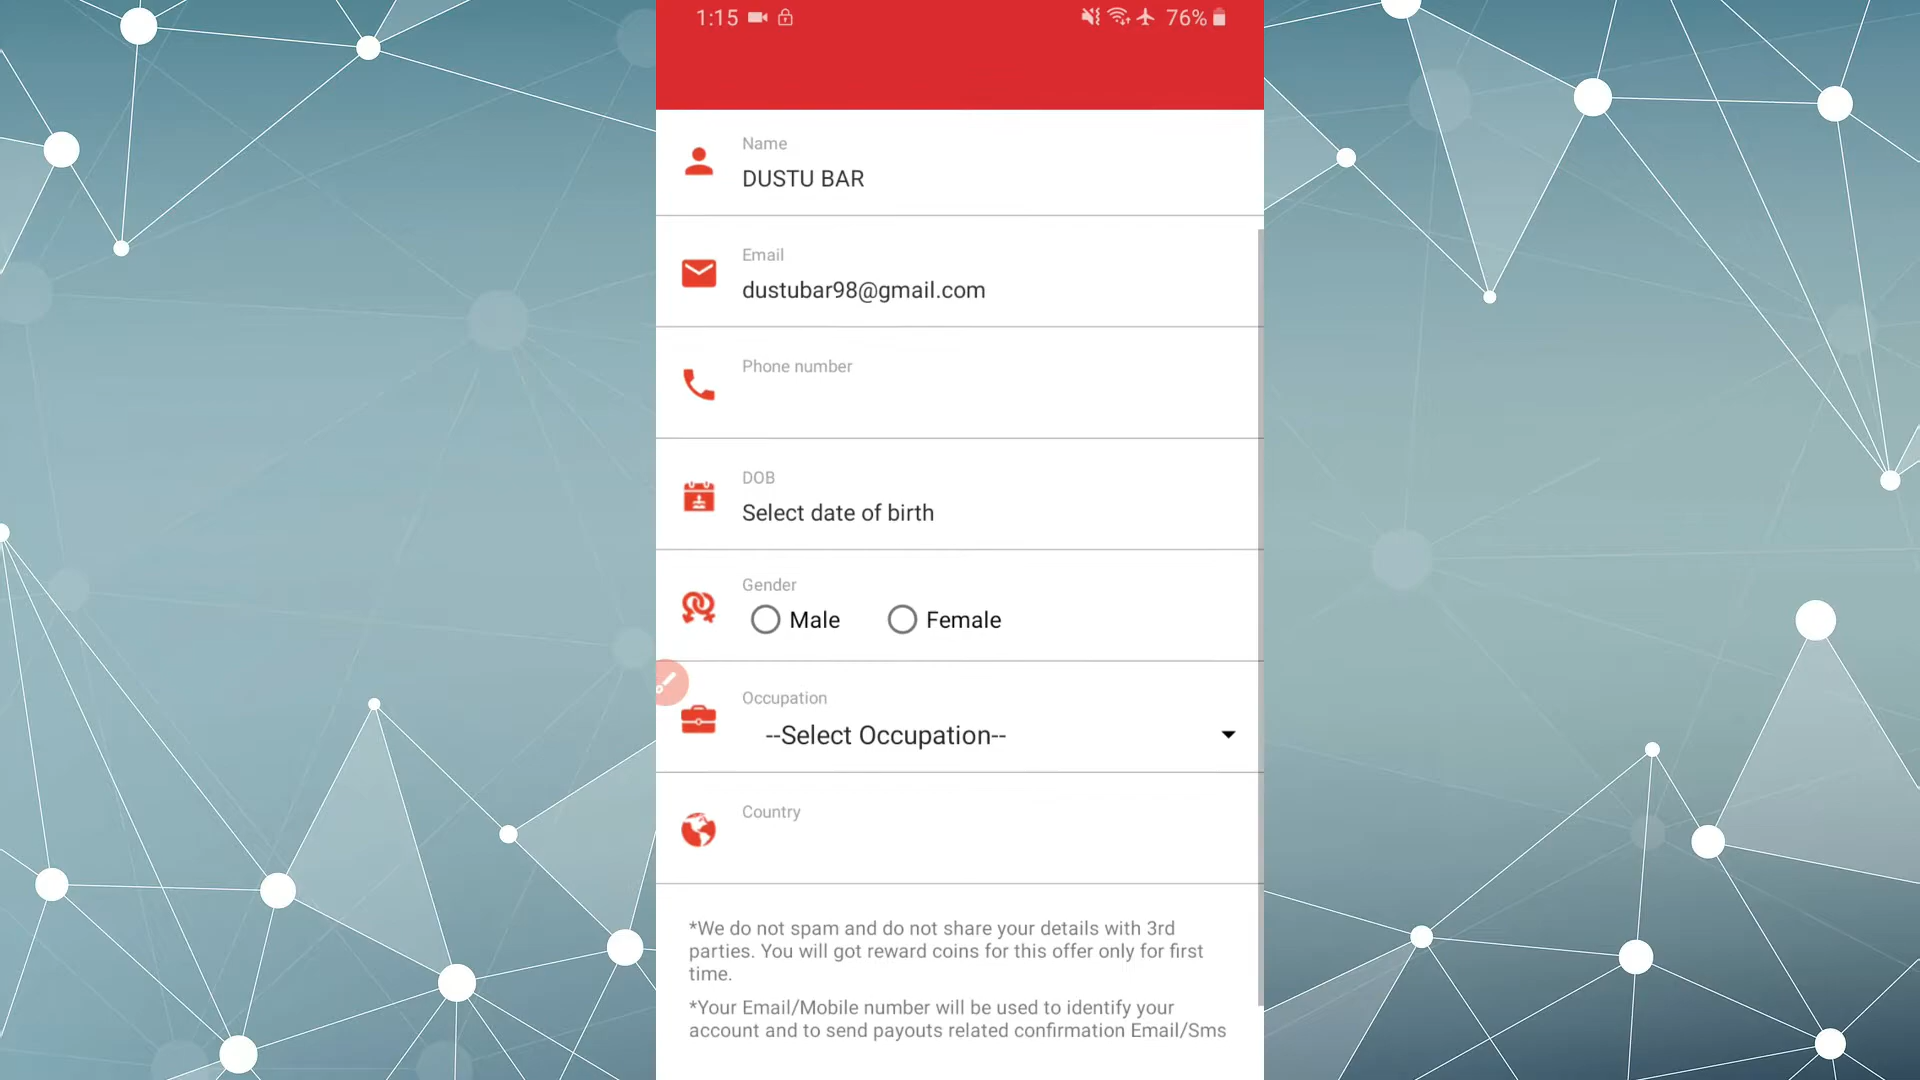 1:15 76%
Name
DUSTU BAR
Email
dustubar98@gmail.com
Phone number
DOB
Select date of birth
Gender
Male Female
Occupation
--Select Occupation--
Country
*We do not spam and do not share your details with 3rd
parties. You will got reward coins for this offer only for first
time.
*Your Email/Mobile number will be used to identify your
account and to send payouts related confirmation Email/Sms